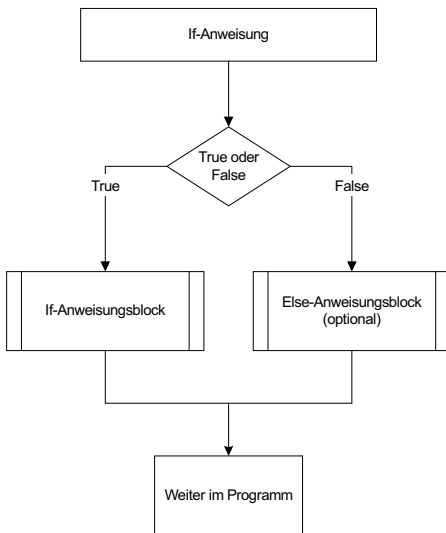 If-Anweisung
True oder
False
True
False
If-Anweisungsblock
Else-Anweisungsblock
(optional)
Weiter im Programm